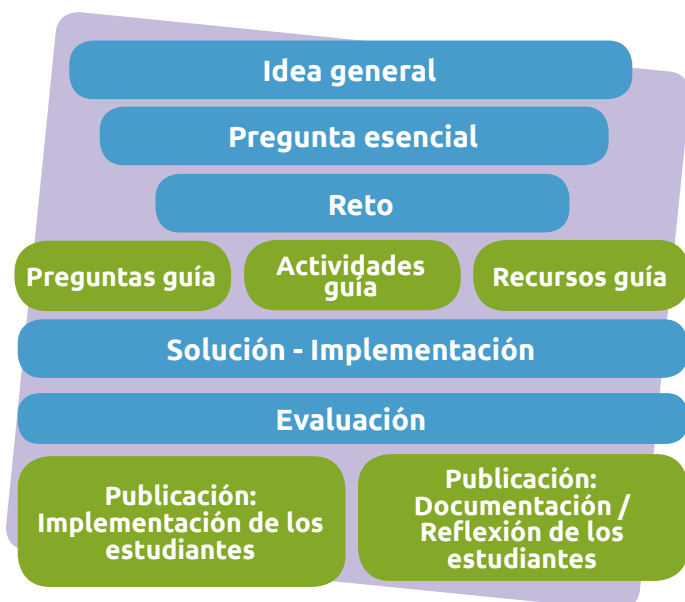 Idea general
Pregunta esencial
Reto
Preguntas guía
Actividades
guía
Recursos guía
Solución - Implementación
Evaluación
Publicación:
Implementación de los
estudiantes
Publicación:
Documentación /
Reflexión de los
estudiantes